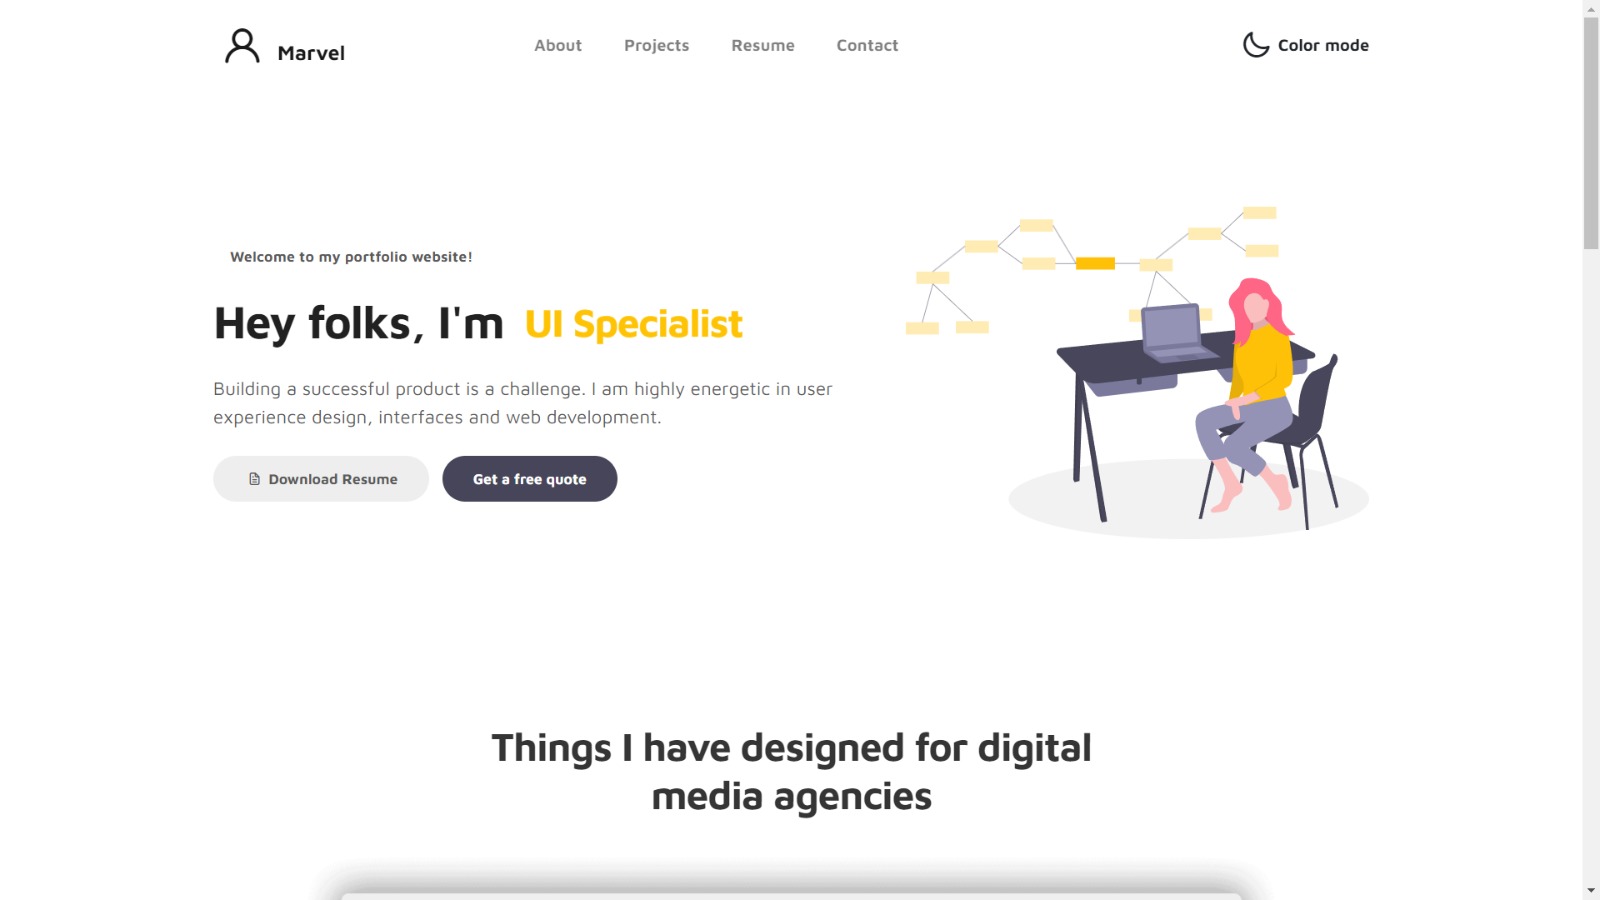 Marvel
About
Projects
Resume
Contact
Color mode
Welcome to my portfolio website!
Hey folks, I'm UI Specialist
Building a successful product is a challenge. I am highly energetic in user
experience design, interfaces and web development.
Download Resume
Get a free quote
Things I have designed for digital
media agencies